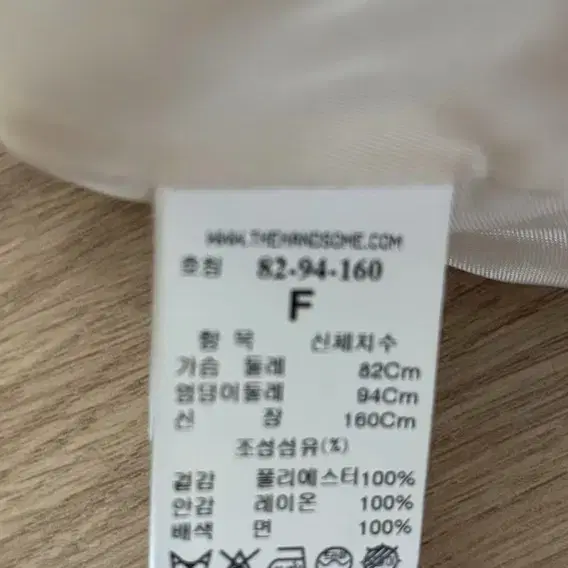 WWW.THEHANDSOME.COM
호칭 82-94-160
F
항 목 신체치수
가슴 둘레 82Cm
엉덩이둘레 94Cm
신 장 160Cm
조성섬유(%)
겉감 폴리에스터100%
안감 레이온 100%
배색 면 100%